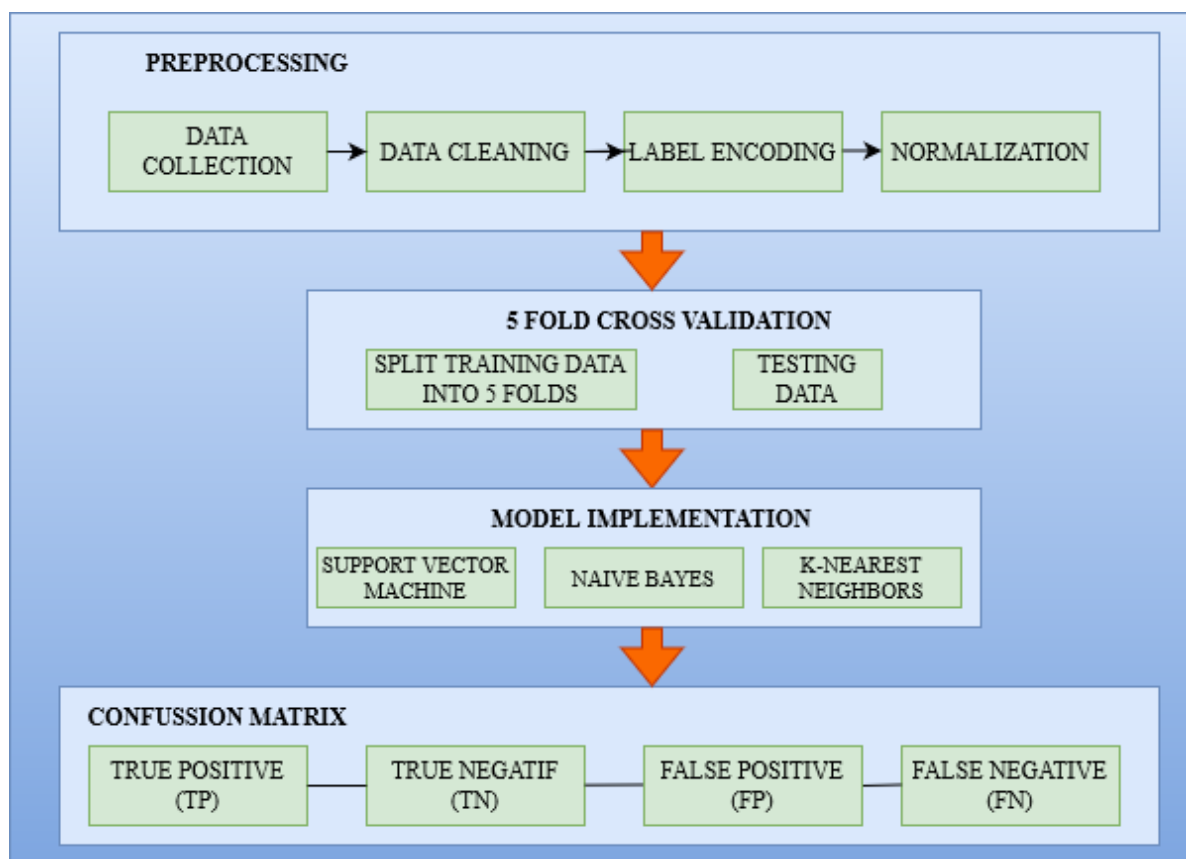 PREPROCESSING
DATA
COLLECTION
DATA CLEANING
LABEL ENCODING
NORMALIZATION
5 FOLD CROSS VALIDATION
SPLIT TRAINING DATA
INTO 5 FOLDS
TESTING
DATA
MODEL IMPLEMENTATION
SUPPORT VECTOR
MACHINE
NAIVE BAYES
K-NEAREST
NEIGHBORS
CONFUSSION MATRIX
TRUE POSITIVE
(TP)
TRUE NEGATIF
(TN)
FALSE POSITIVE
(FP)
FALSE NEGATIVE
(FN)